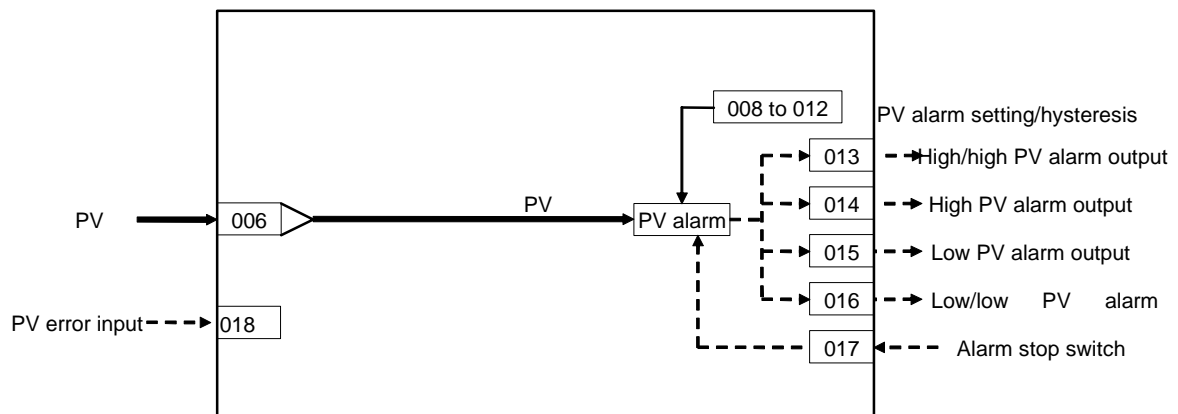 008 to 012
PV alarm setting/hysteresis
013
High/high PV alarm output
PV
006
PV
PV alarm
014
High PV alarm output
015
Low PV alarm output
016
Low/low PV alarm
PV error input
018
017
Alarm stop switch